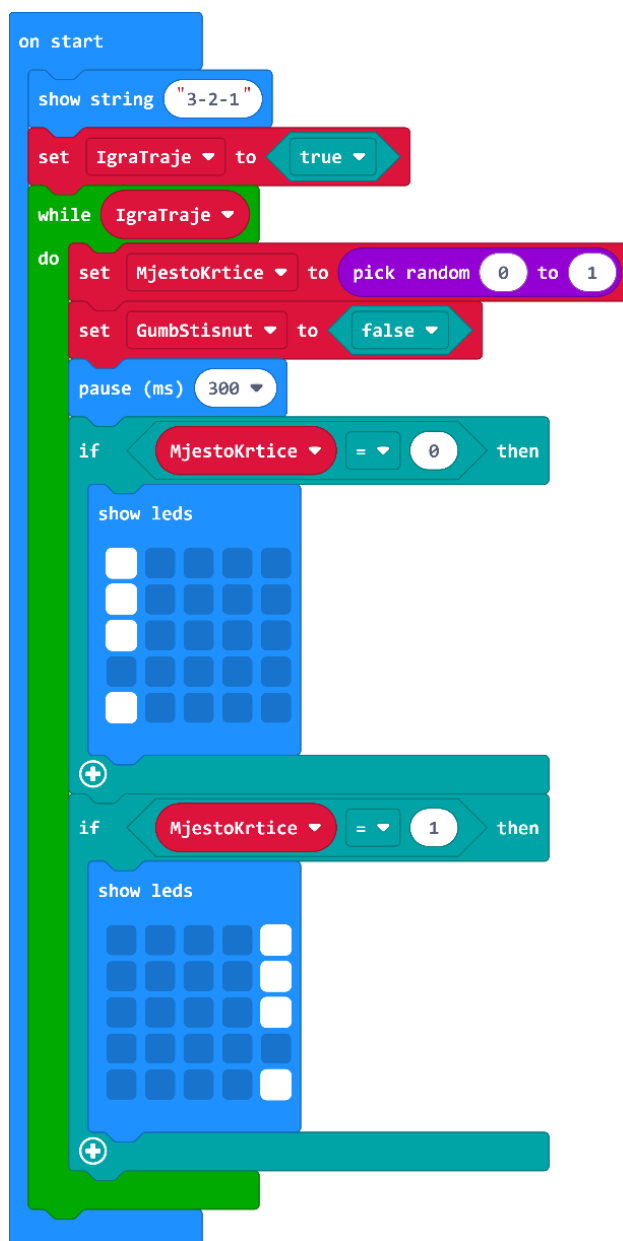 on start
show string "3-2-1"
set IgraTraje to true
while IgraTraje
do set MjestoKrtice to pick random 0 to 1
set GumbStisnut to false
pause (ms) 300
if MjestoKrtice = 0 then
show leds
if MjestoKrtice = 1 then
show leds